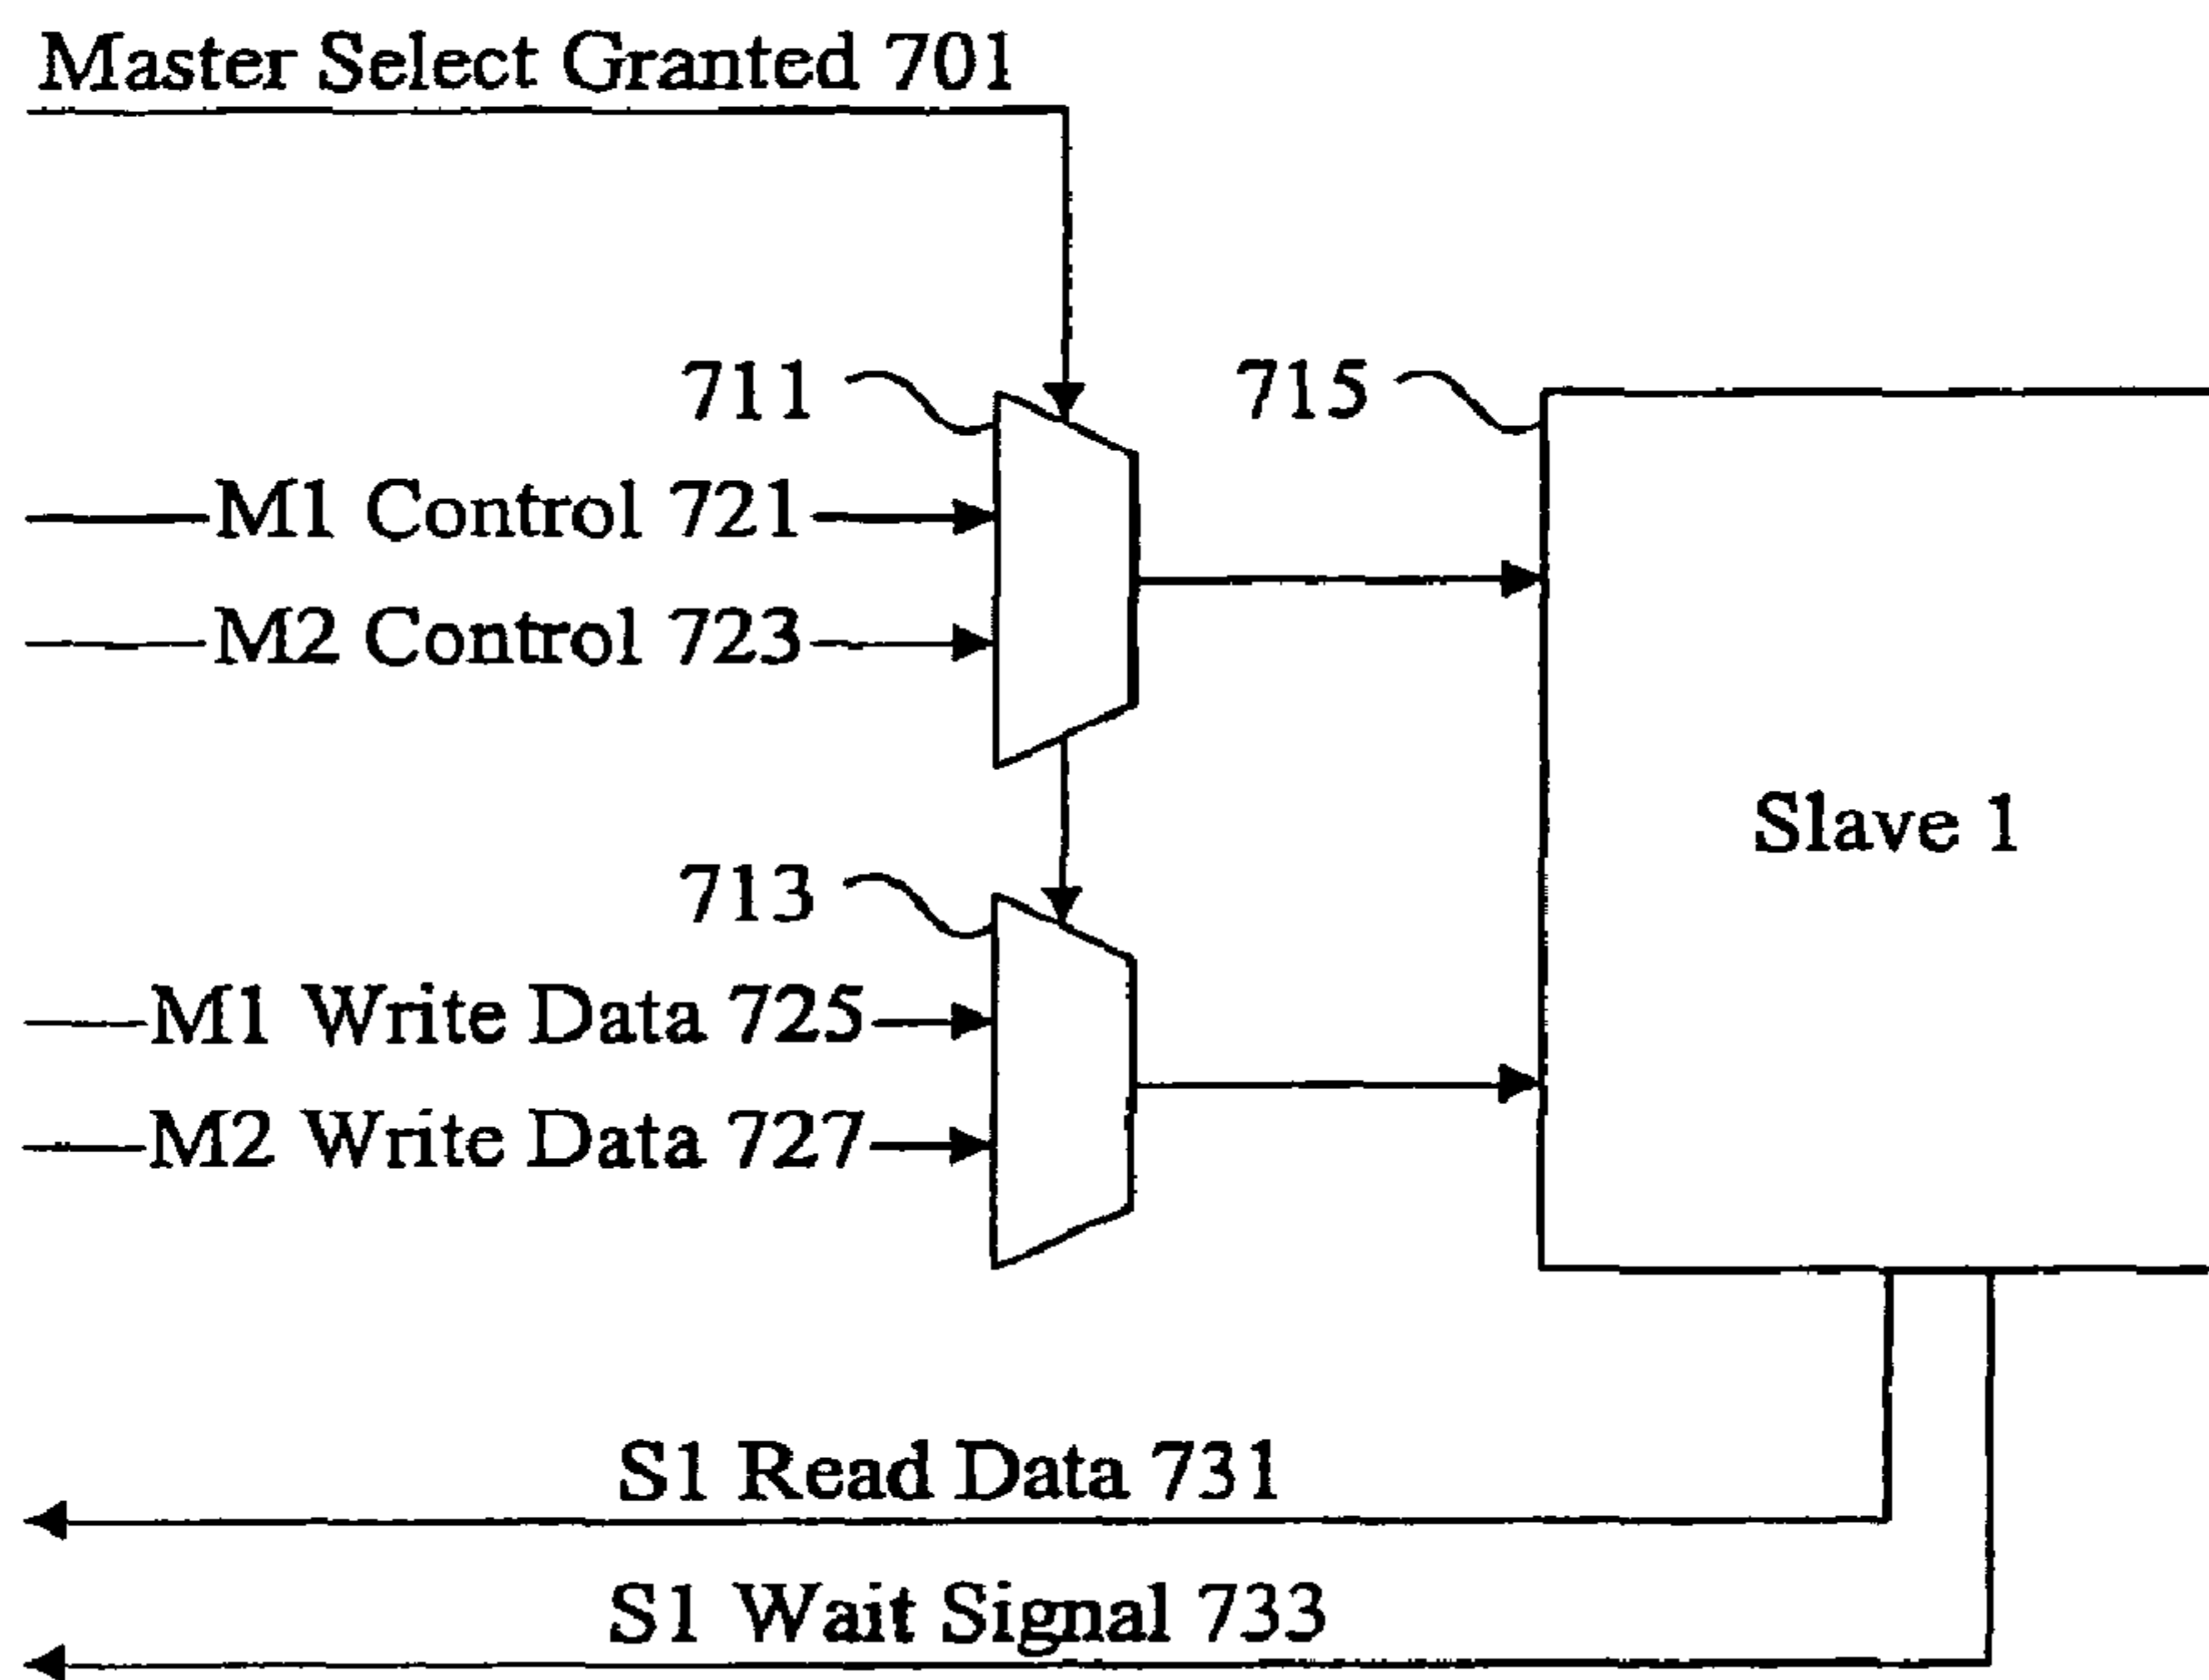 Master Select Granted 701
711
715
M1 Control 721
M2 Control 723
Slave 1
713
M1 Write Data 725
M2 Write Data 727
S1 Read Data 731
S1 Wait Signal 733